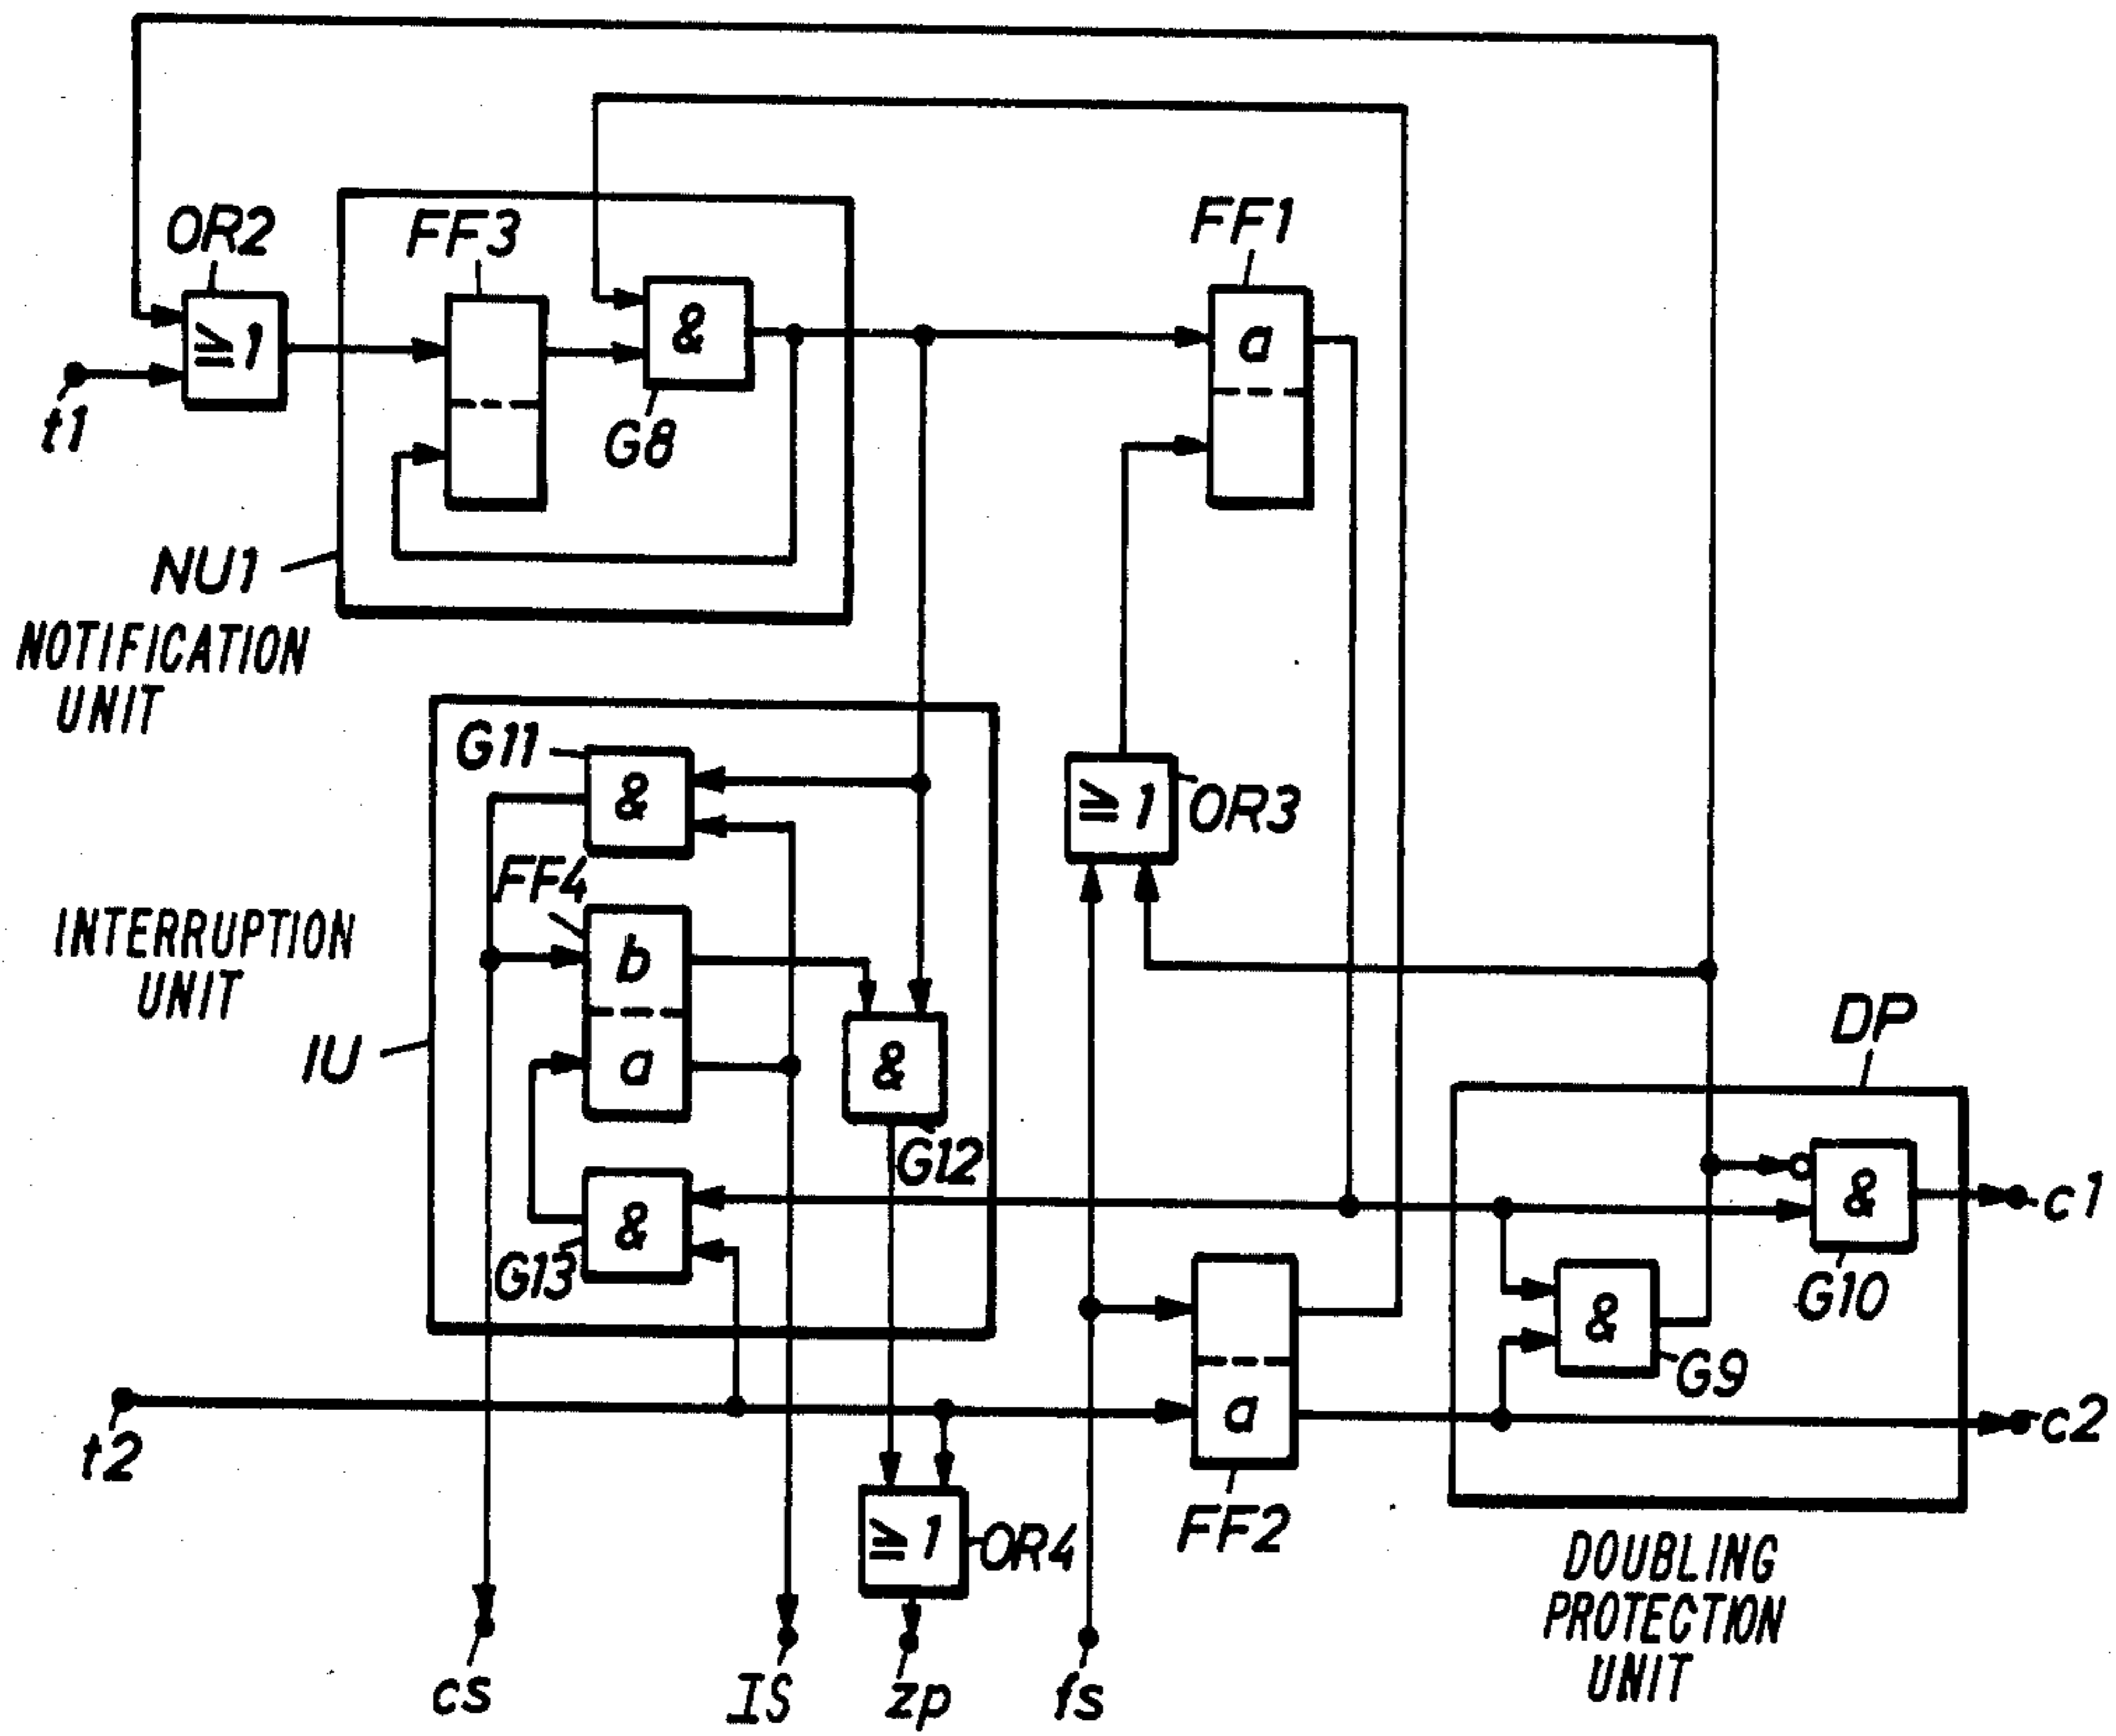 OR2
FF3
FF1
≧1
&
a
t1
G8
NU1
NOTIFICATION
UNIT
G11
&
≧1
OR3
FF4
INTERRUPTION
UNIT
b
DP
IU
a
&
G12
&
c1
&
G13
G10
&
G9
t2
a
c2
≧1
OR4
FF2
DOUBLING
PROTECTION
UNIT
cs
IS
zp
fs